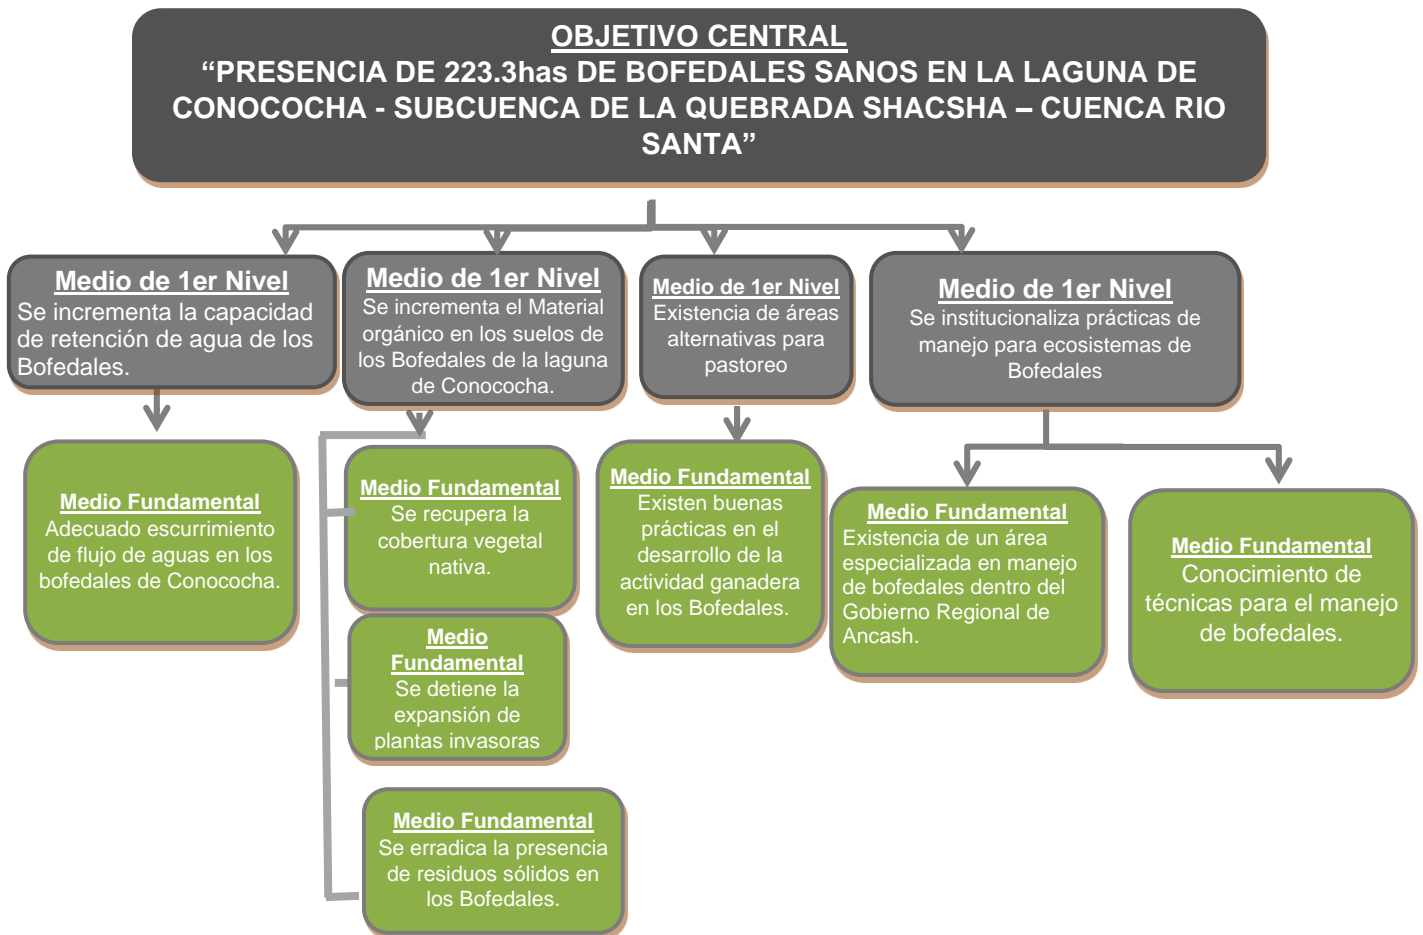 OBJETIVO CENTRAL
“PRESENCIA DE 223.3has DE BOFEDALES SANOS EN LA LAGUNA DE
CONOCOCHA - SUBCUENCA DE LA QUEBRADA SHACSHA – CUENCA RIO
SANTA”
Medio de 1er Nivel
Se incrementa la capacidad
de retención de agua de los
Bofedales.
Medio de 1er Nivel
Se incrementa el Material
orgánico en los suelos de
los Bofedales de la laguna
de Conococha.
Medio de 1er Nivel
Existencia de áreas
alternativas para
pastoreo
Medio de 1er Nivel
Se institucionaliza prácticas de
manejo para ecosistemas de
Bofedales
Medio Fundamental
Adecuado escurrimiento
de flujo de aguas en los
bofedales de Conococha.
Medio Fundamental
Se recupera la
cobertura vegetal
nativa.
Medio
Fundamental
Se detiene la
expansión de
plantas invasoras
Medio Fundamental
Se erradica la presencia
de residuos sólidos en
los Bofedales.
Medio Fundamental
Existen buenas
prácticas en el
desarrollo de la
actividad ganadera
en los Bofedales.
Medio Fundamental
Existencia de un área
especializada en manejo
de bofedales dentro del
Gobierno Regional de
Ancash.
Medio Fundamental
Conocimiento de
técnicas para el manejo
de bofedales.